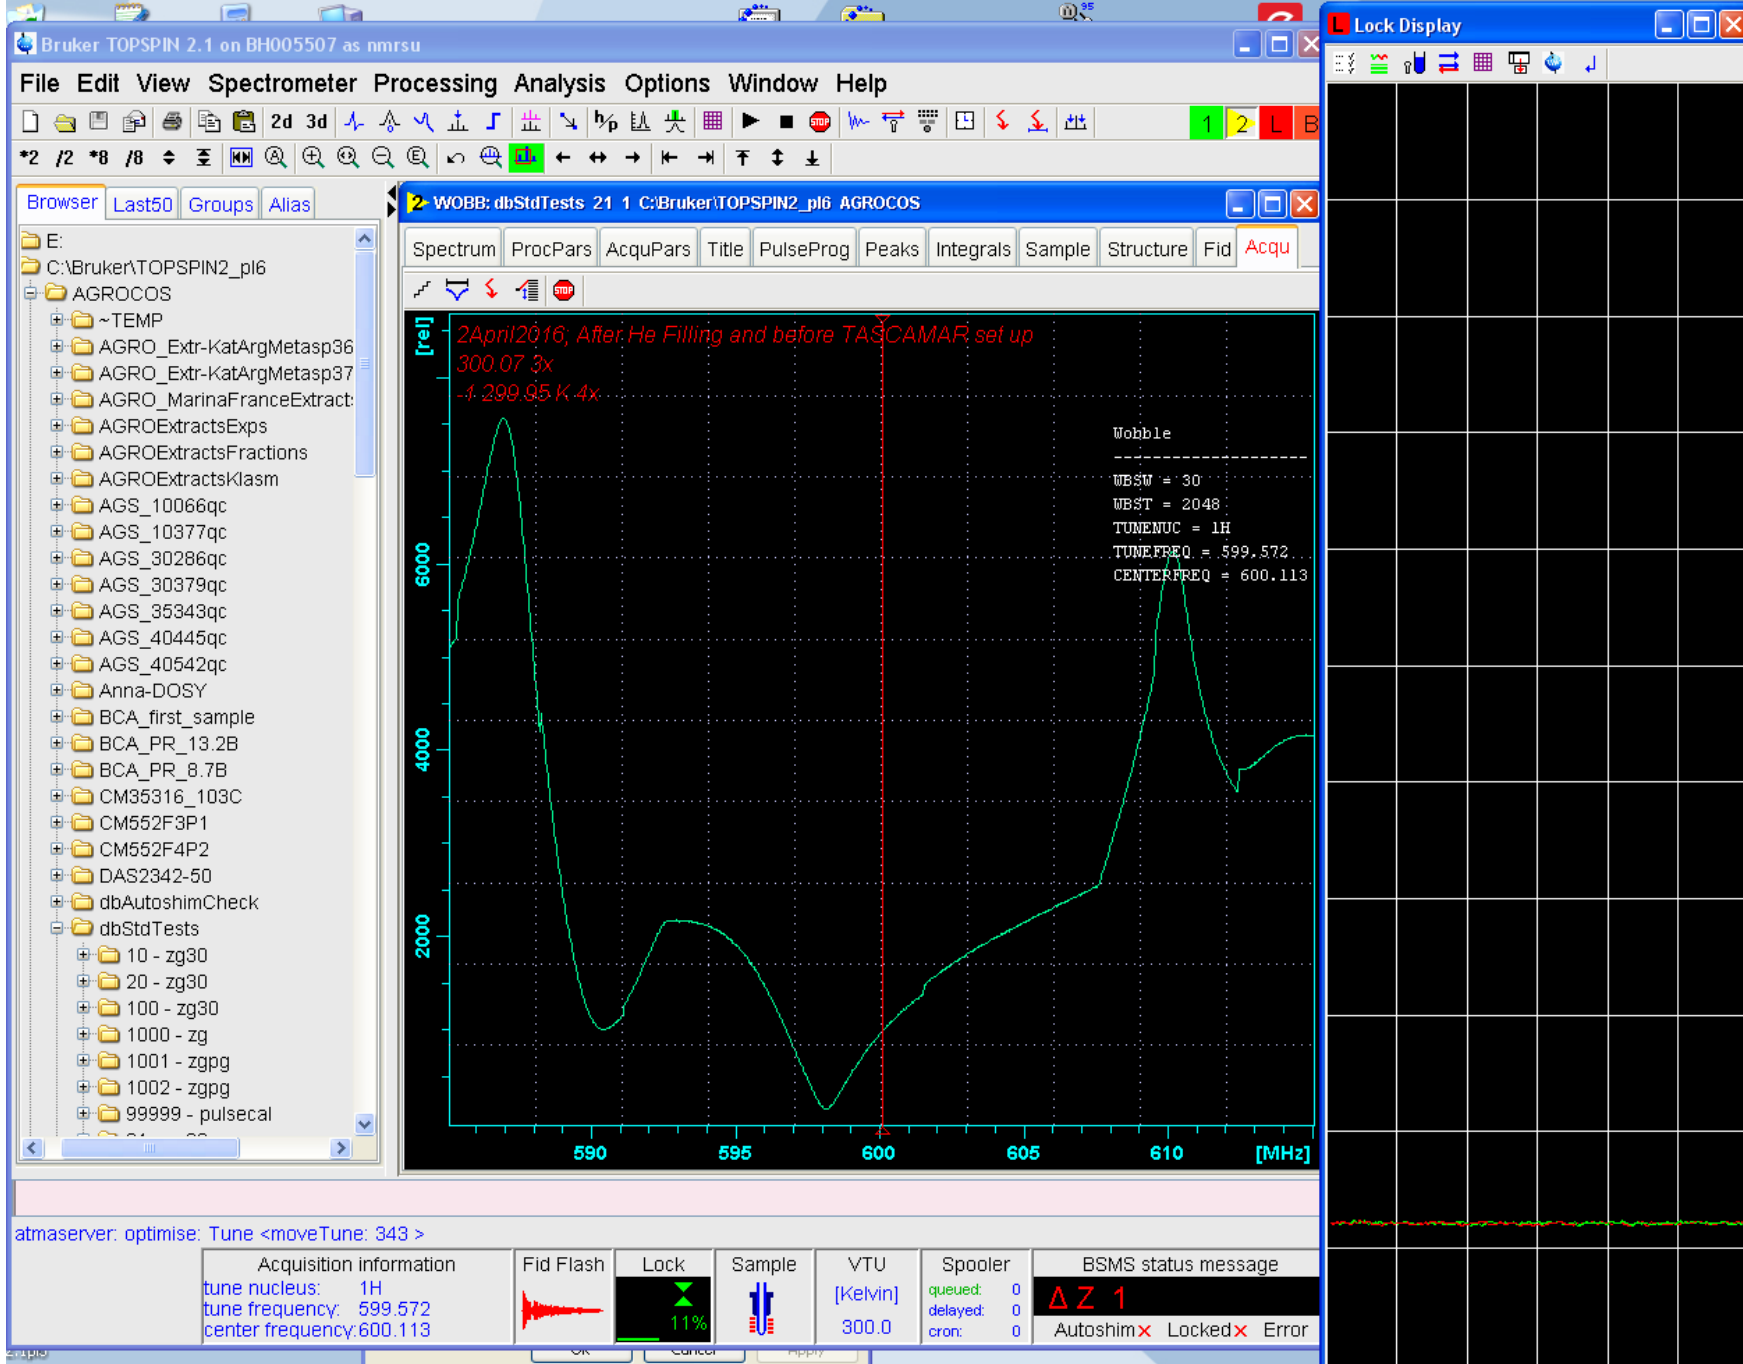 95
Bruker TOPSPIN 2.1 on BH005507 as nmrsu
File Edit View Spectrometer Processing Analysis Options Window Help
2d 3d h/p STOP 1 2 L B
*2 /2 *8 /8
Browser Last50 Groups Alias
E:
C:\Bruker\TOPSPIN2_pl6
AGROCOS
~TEMP
AGRO_Extr-KatArgMetasp36
AGRO_Extr-KatArgMetasp37
AGRO_MarinaFranceExtract:
AGROExtractsExps
AGROExtractsFractions
AGROExtractsKlasm
AGS_10066qc
AGS_10377qc
AGS_30286qc
AGS_30379qc
AGS_35343qc
AGS_40445qc
AGS_40542qc
Anna-DOSY
BCA_first_sample
BCA_PR_13.2B
BCA_PR_8.7B
CM35316_103C
CM552F3P1
CM552F4P2
DAS2342-50
dbAutoshimCheck
dbStdTests
10 - zg30
20 - zg30
100 - zg30
1000 - zg
1001 - zgpg
1002 - zgpg
99999 - pulsecal
2 WOBB: dbStdTests 21 1 C:\Bruker\TOPSPIN2_pl6 AGROCOS
Spectrum ProcPars AcquPars Title PulseProg Peaks Integrals Sample Structure Fid Acqu
STOP
[rel]
2April2016; After He Filling and before TASCAMAR set up
300.07 3x
-1 299.95 K 4x
Wobble
--------------------
WBSW = 30
WBST = 2048
TUNENUC = 1H
TUNEFREQ = 599.572
CENTERFREQ = 600.113
6000
4000
2000
590 595 600 605 610 [MHz]
atmaserver: optimise: Tune <moveTune: 343 >
Acquisition information
tune nucleus: 1H
tune frequency: 599.572
center frequency:600.113
Fid Flash
Lock
11%
Sample
VTU
[Kelvin]
300.0
Spooler
queued: 0
delayed: 0
cron: 0
BSMS status message
Δ Z 1
Autoshim× Locked× Error
L Lock Display